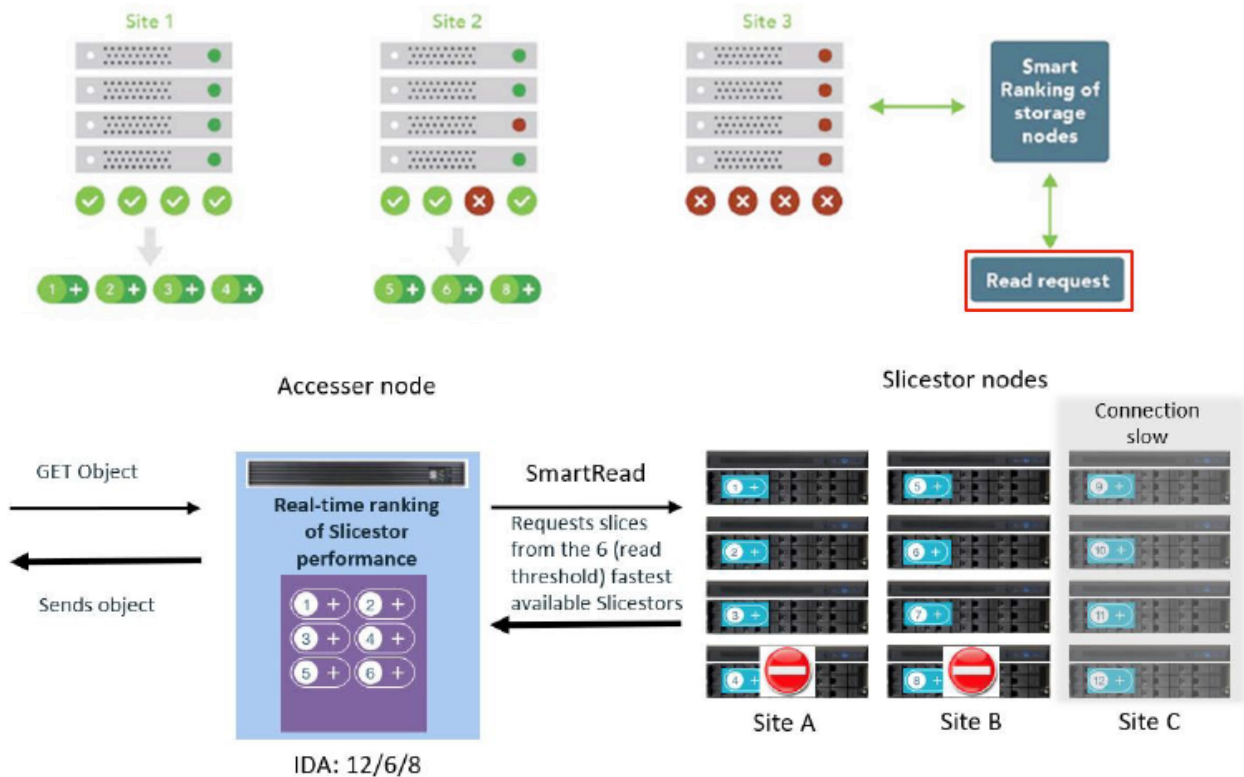 Site 1
Site 2
Site 3
Smart
Ranking of
storage
nodes
1 +
2 +
3 +
4 +
5 +
6 +
8 +
Read request
Accesser node
Slicestor nodes
Connection
slow
GET Object
Sends object
Real-time ranking
of Slicestor
performance
1 +
2 +
3 +
4 +
5 +
6 +
IDA: 12/6/8
SmartRead
Requests slices
from the 6 (read
threshold) fastest
available Slicestors
1 +
5 +
9 +
2 +
6 +
10 +
3 +
7 +
11 +
4 +
8 +
12 +
Site A
Site B
Site C